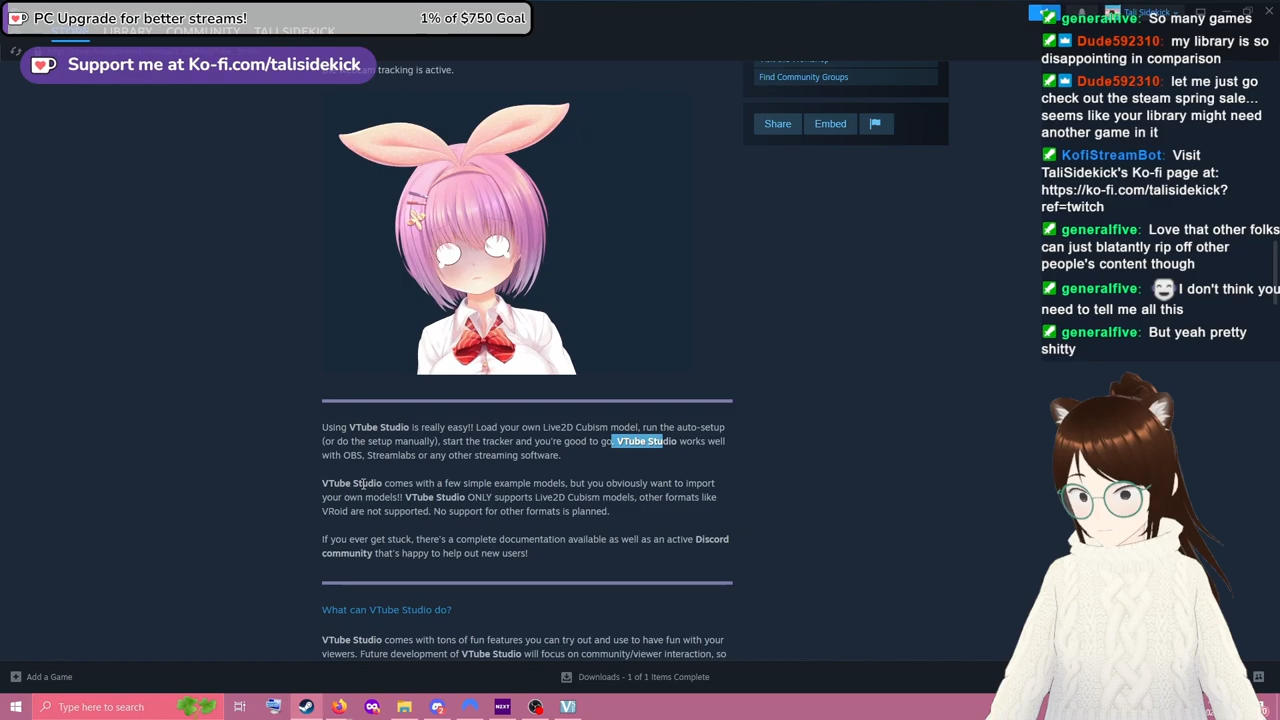 PC Upgrade for better streams!
1% of $750 Goal
STORE LIBRARY COMMUNITY TALISIDEKICK
Tali Sidekick
Support me at Ko-fi.com/talisidekick
tracking is active.
Find Community Groups
Share
Embed
Using VTube Studio is really easy!! Load your own Live2D Cubism model, run the auto-setup
(or do the setup manually), start the tracker and you're good to go. VTube Studio works well
with OBS, Streamlabs or any other streaming software.
VTube Studio comes with a few simple example models, but you obviously want to import
your own models!! VTube Studio ONLY supports Live2D Cubism models, other formats like
VRoid are not supported. No support for other formats is planned.
If you ever get stuck, there's a complete documentation available as well as an active Discord
community that's happy to help out new users!
What can VTube Studio do?
VTube Studio comes with tons of fun features you can try out and use to have fun with your
viewers. Future development of VTube Studio will focus on community/viewer interaction, so
Add a Game
Downloads - 1 of 1 Items Complete
Type here to search
NZXT
generalfive: So many games
Dude592310: my library is so
disappointing in comparison
Dude592310: let me just go
check out the steam spring sale...
seems like your library might need
another game in it
KofiStreamBot: Visit
TaliSidekick's Ko-fi page at:
https://ko-fi.com/talisidekick?
ref=twitch
generalfive: Love that other folks
can just blatantly rip off other
people's content though
generalfive: I don't think you
need to tell me all this
generalfive: But yeah pretty
shitty